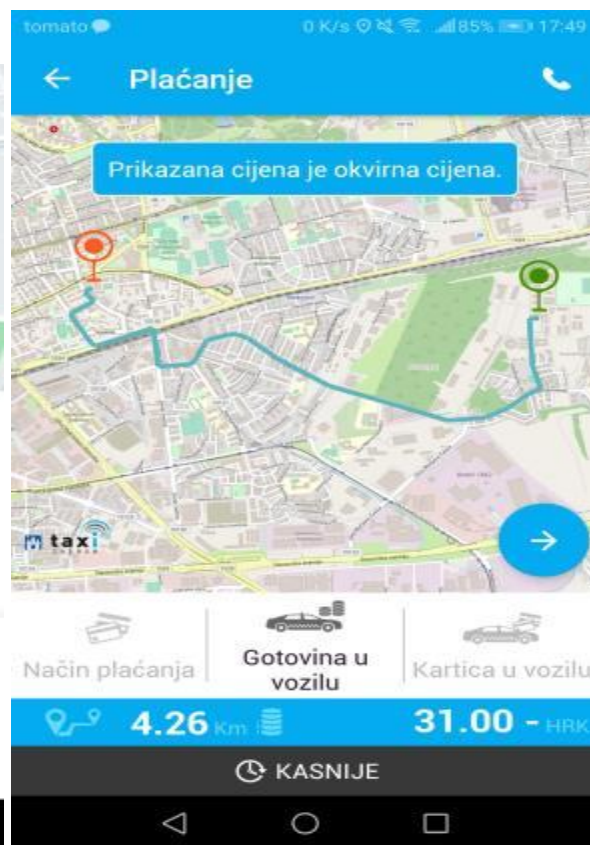 tomato 0 K/s 85% 17:49
Plaćanje
Prikazana cijena je okvirna cijena.
taxi
Način plaćanja
Gotovina u
vozilu
Kartica u vozilu
4.26 Km 31.00 - HRK
KASNIJE